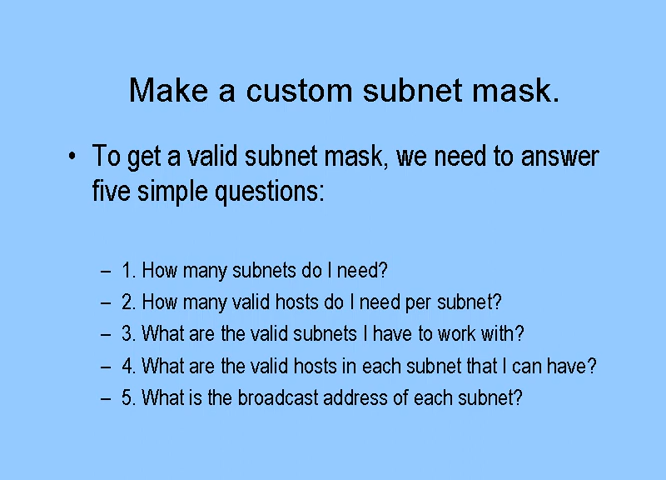 Make a custom subnet mask.
• To get a valid subnet mask, we need to answer
five simple questions:
– 1. How many subnets do I need?
– 2. How many valid hosts do I need per subnet?
– 3. What are the valid subnets I have to work with?
– 4. What are the valid hosts in each subnet that I can have?
– 5. What is the broadcast address of each subnet?